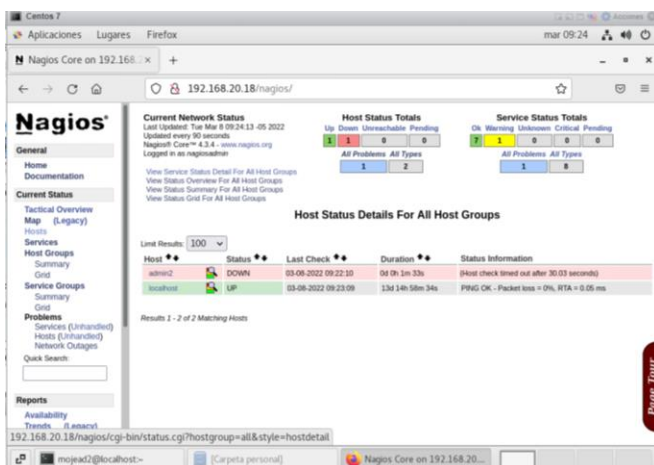 Centos 7
Aplicaciones Lugares Firefox mar 09:24
Nagios Core on 192.168.
192.168.20.18/nagios/
Nagios®
General
Home
Documentation
Current Status
Tactical Overview
Map (Legacy)
Hosts
Services
Host Groups
Summary
Grid
Service Groups
Summary
Grid
Problems
Services (Unhandled)
Hosts (Unhandled)
Network Outages
Quick Search:
Reports
Availability
Trends (Legacy)
Current Network Status
Last Updated: Tue Mar 8 09:24:13 -05 2022
Updated every 90 seconds
Nagios® Core™ 4.3.4 - www.nagios.org
Logged in as nagiosadmin
View Service Status Detail For All Host Groups
View Status Overview For All Host Groups
View Status Summary For All Host Groups
View Status Grid For All Host Groups
Host Status Totals
Up Down Unreachable Pending
1 1 0 0
All Problems All Types
1 2
Service Status Totals
Ok Warning Unknown Critical Pending
7 1 0 0 0
All Problems All Types
1 8
Host Status Details For All Host Groups
Limit Results: 100
Host Status Last Check Duration Status Information
admin2 DOWN 03-08-2022 09:22:10 0d 0h 1m 33s (Host check timed out after 30.03 seconds)
localhost UP 03-08-2022 09:23:09 13d 14h 58m 34s PING OK - Packet loss = 0%, RTA = 0.05 ms
Results 1 - 2 of 2 Matching Hosts
Page Tour
192.168.20.18/nagios/cgi-bin/status.cgi?hostgroup=all&style=hostdetail
mojead2@localhost:~ [Carpeta personal] Nagios Core on 192.168.20...